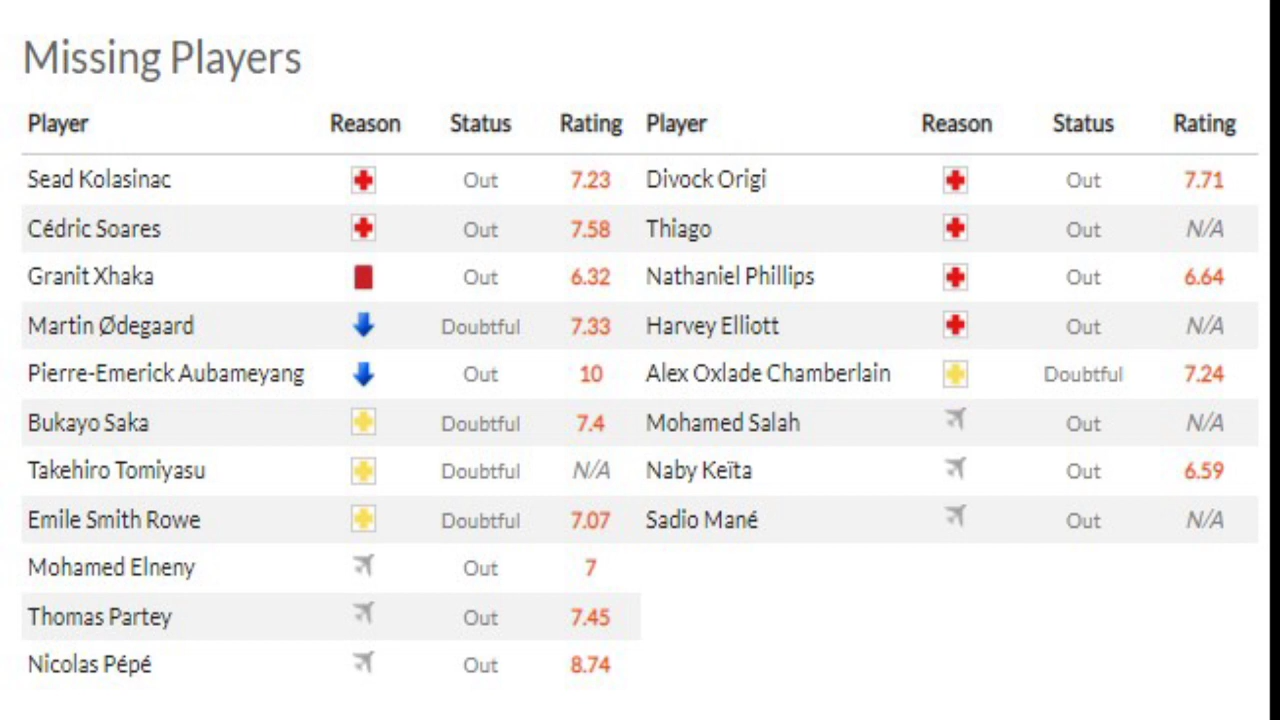 Missing Players
Player Reason Status Rating Player Reason Status Rating
Sead Kolasinac Out 7.23 Divock Origi Out 7.71
Cédric Soares Out 7.58 Thiago Out N/A
Granit Xhaka Out 6.32 Nathaniel Phillips Out 6.64
Martin Ødegaard Doubtful 7.33 Harvey Elliott Out N/A
Pierre-Emerick Aubameyang Out 10 Alex Oxlade Chamberlain Doubtful 7.24
Bukayo Saka Doubtful 7.4 Mohamed Salah Out N/A
Takehiro Tomiyasu Doubtful N/A Naby Keïta Out 6.59
Emile Smith Rowe Doubtful 7.07 Sadio Mané Out N/A
Mohamed Elneny Out 7
Thomas Partey Out 7.45
Nicolas Pépé Out 8.74